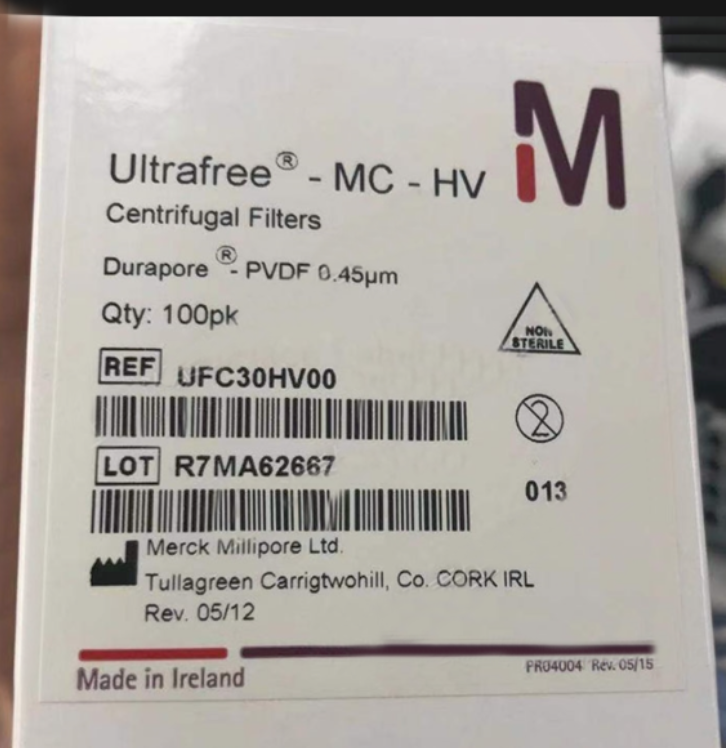 M
Ultrafree® - MC - HV
Centrifugal Filters
Durapore®- PVDF 0.45µm
Qty: 100pk
NON
STERILE
REF UFC30HV00
2
LOT R7MA62667
013
Merck Millipore Ltd.
Tullagreen Carrigtwohill, Co. CORK IRL
Rev. 05/12
Made in Ireland
PR04004 Rev. 05/15